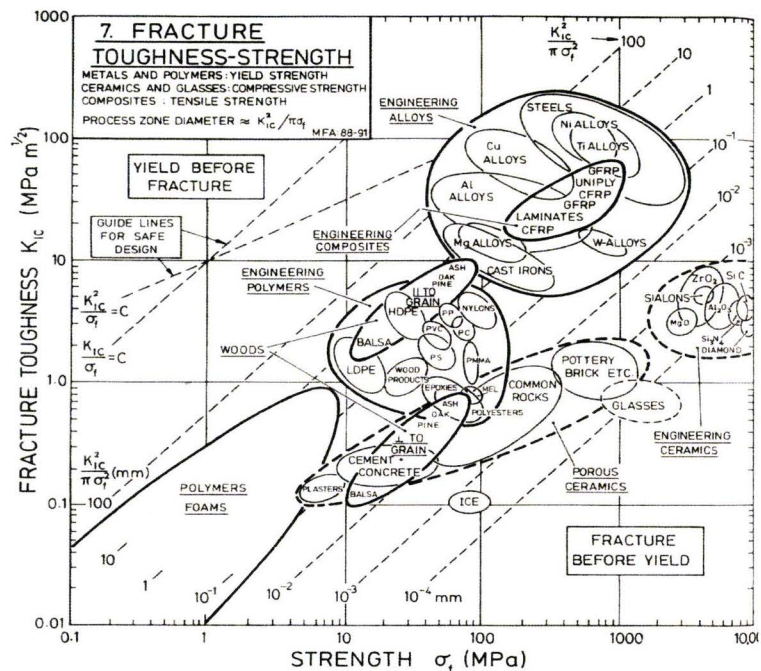 7. FRACTURE
TOUGHNESS-STRENGTH
METALS AND POLYMERS: YIELD STRENGTH
CERAMICS AND GLASSES: COMPRESSIVE STRENGTH
COMPOSITES : TENSILE STRENGTH
PROCESS ZONE DIAMETER ≈ K²IC/πσf
MFA: 88-91
K²IC/πσf²
100
10
1
10⁻¹
10⁻²
10⁻³
1000
100
10
1.0
0.1
0.01
FRACTURE TOUGHNESS KIC (MPa m½)
YIELD BEFORE
FRACTURE
GUIDE LINES
FOR SAFE
DESIGN
K²IC/σf = C
KIC/σf = C
ENGINEERING
ALLOYS
STEELS
Ni ALLOYS
Ti ALLOYS
Cu
ALLOYS
Al
ALLOYS
GFRP
UNIPLY
CFRP
GFRP
LAMINATES
CFRP
ENGINEERING
COMPOSITES
Mg ALLOYS
W-ALLOYS
CAST IRONS
ENGINEERING
POLYMERS
ASH
OAK
PINE
|| TO
GRAIN
HDPE
BALSA
PP
NYLONS
PVC
PC
PS
PMMA
WOODS
LDPE
WOOD
PRODUCTS
EPOXIES
MEL
POLYESTERS
ASH
OAK
PINE
⊥ TO
GRAIN
CEMENT
CONCRETE
PLASTERS
BALSA
ICE
COMMON
ROCKS
POTTERY
BRICK ETC.
GLASSES
POROUS
CERAMICS
ZrO₂
SiC
SIALONS
Al₂O₃
MgO
Si₃N₄
DIAMOND
ENGINEERING
CERAMICS
POLYMERS
FOAMS
K²IC/πσf² (mm)
100
10
1
10⁻¹
10⁻²
10⁻³
10⁻⁴ mm
FRACTURE
BEFORE YIELD
0.1
1
10
100
1000
10,00
STRENGTH σf (MPa)